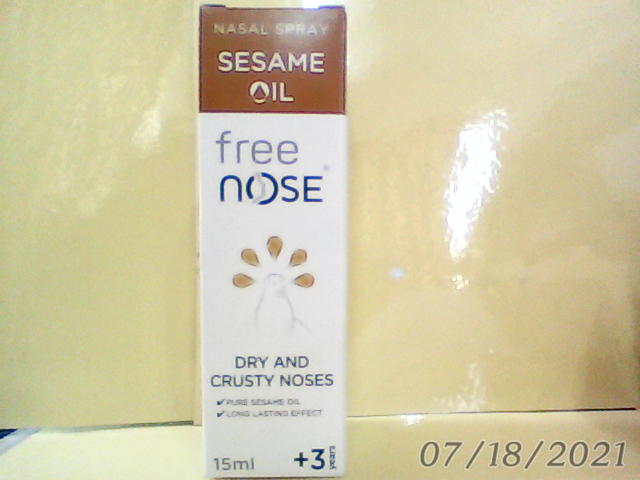 NASAL SPRAY
SESAME
OIL
free
nOSE®
DRY AND
CRUSTY NOSES
✓ PURE SESAME OIL
✓ LONG LASTING EFFECT
15ml +3 years
07/18/2021